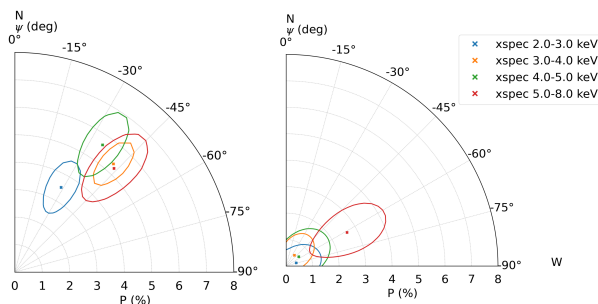 N
ψ (deg)
0°
-15°
-30°
-45°
-60°
-75°
-90°
0 1 2 3 4 5 6 7 8
P (%)
N
ψ (deg)
0°
-15°
-30°
-45°
-60°
-75°
-90°
0 1 2 3 4 5 6 7 8
P (%)
W
xspec 2.0-3.0 keV
xspec 3.0-4.0 keV
xspec 4.0-5.0 keV
xspec 5.0-8.0 keV